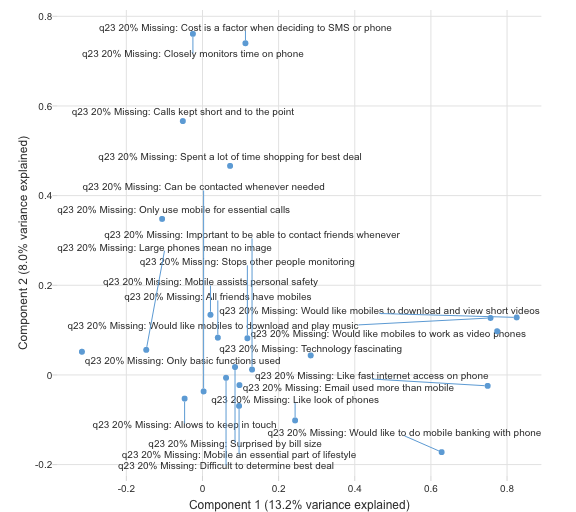 0.8
q23 20% Missing: Cost is a factor when deciding to SMS or phone
q23 20% Missing: Closely monitors time on phone
0.6
q23 20% Missing: Calls kept short and to the point
q23 20% Missing: Spent a lot of time shopping for best deal
q23 20% Missing: Can be contacted whenever needed
0.4
q23 20% Missing: Only use mobile for essential calls
q23 20% Missing: Important to be able to contact friends whenever
q23 20% Missing: Large phones mean no image
q23 20% Missing: Stops other people monitoring
q23 20% Missing: Mobile assists personal safety
0.2
q23 20% Missing: All friends have mobiles
q23 20% Missing: Would like mobiles to download and view short videos
q23 20% Missing: Would like mobiles to download and play music
q23 20% Missing: Would like mobiles to work as video phones
q23 20% Missing: Technology fascinating
q23 20% Missing: Only basic functions used
0
q23 20% Missing: Like fast internet access on phone
q23 20% Missing: Email used more than mobile
q23 20% Missing: Like look of phones
q23 20% Missing: Allows keep in touch
q23 20% Missing: Would like to do mobile banking with phone
q23 20% Missing: Surprised by bill size
q23 20% Missing: Mobile an essential part of lifestyle
-0.2
q23 20% Missing: Difficult to determine best deal
-0.2 0 0.2 0.4 0.6 0.8
Component 1 (13.2% variance explained)
Component 2 (8.0% variance explained)